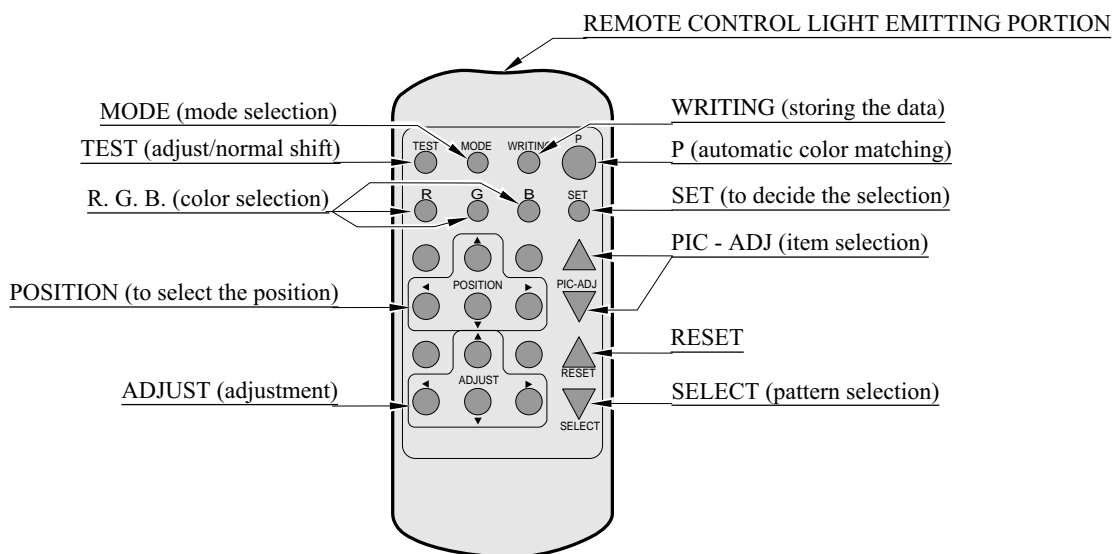 REMOTE CONTROL LIGHT EMITTING PORTION
MODE (mode selection)
WRITING (storing the data)
TEST (adjust/normal shift)
P (automatic color matching)
R. G. B. (color selection)
SET (to decide the selection)
PIC - ADJ (item selection)
POSITION (to select the position)
RESET
ADJUST (adjustment)
SELECT (pattern selection)
TEST MODE WRITING P
R G B SET
POSITION PIC-ADJ
RESET
ADJUST
SELECT